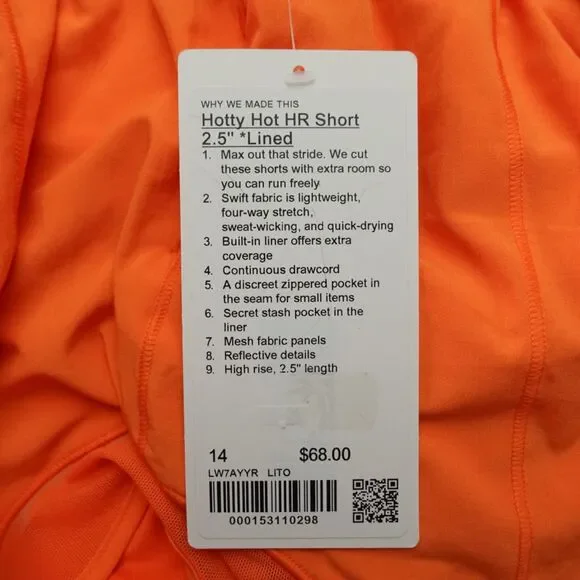 WHY WE MADE THIS
Hotty Hot HR Short
2.5" *Lined
1. Max out that stride. We cut
these shorts with extra room so
you can run freely
2. Swift fabric is lightweight,
four-way stretch,
sweat-wicking, and quick-drying
3. Built-in liner offers extra
coverage
4. Continuous drawcord
5. A discreet zippered pocket in
the seam for small items
6. Secret stash pocket in the
liner
7. Mesh fabric panels
8. Reflective details
9. High rise, 2.5" length
14 $68.00
LW7AYYR LITO
000153110298